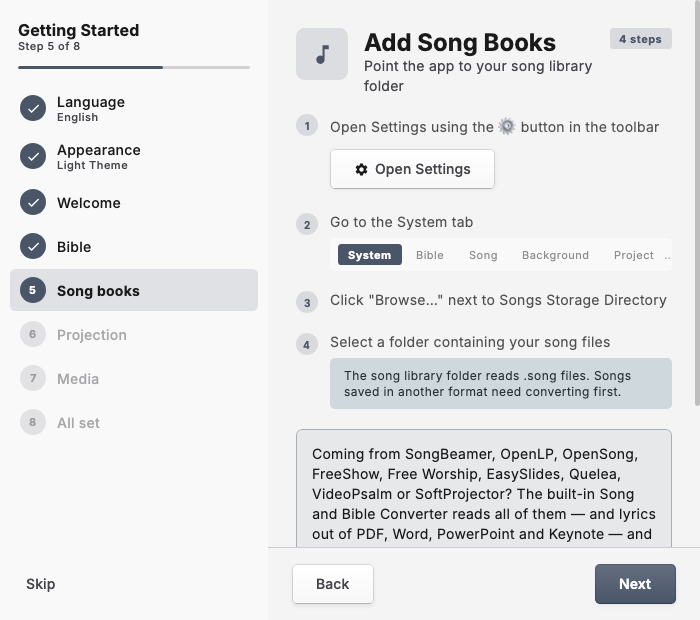 Getting Started
Step 5 of 8
Language
English
Appearance
Light Theme
Welcome
Bible
5 Song books
6 Projection
7 Media
8 All set
Skip
Add Song Books
4 steps
Point the app to your song library
folder
1 Open Settings using the ⚙ button in the toolbar
Open Settings
2 Go to the System tab
System Bible Song Background Project ..
3 Click "Browse..." next to Songs Storage Directory
4 Select a folder containing your song files
The song library folder reads .song files. Songs
saved in another format need converting first.
Coming from SongBeamer, OpenLP, OpenSong,
FreeShow, Free Worship, EasySlides, Quelea,
VideoPsalm or SoftProjector? The built-in Song
and Bible Converter reads all of them — and lyrics
out of PDF, Word, PowerPoint and Keynote — and
Back
Next